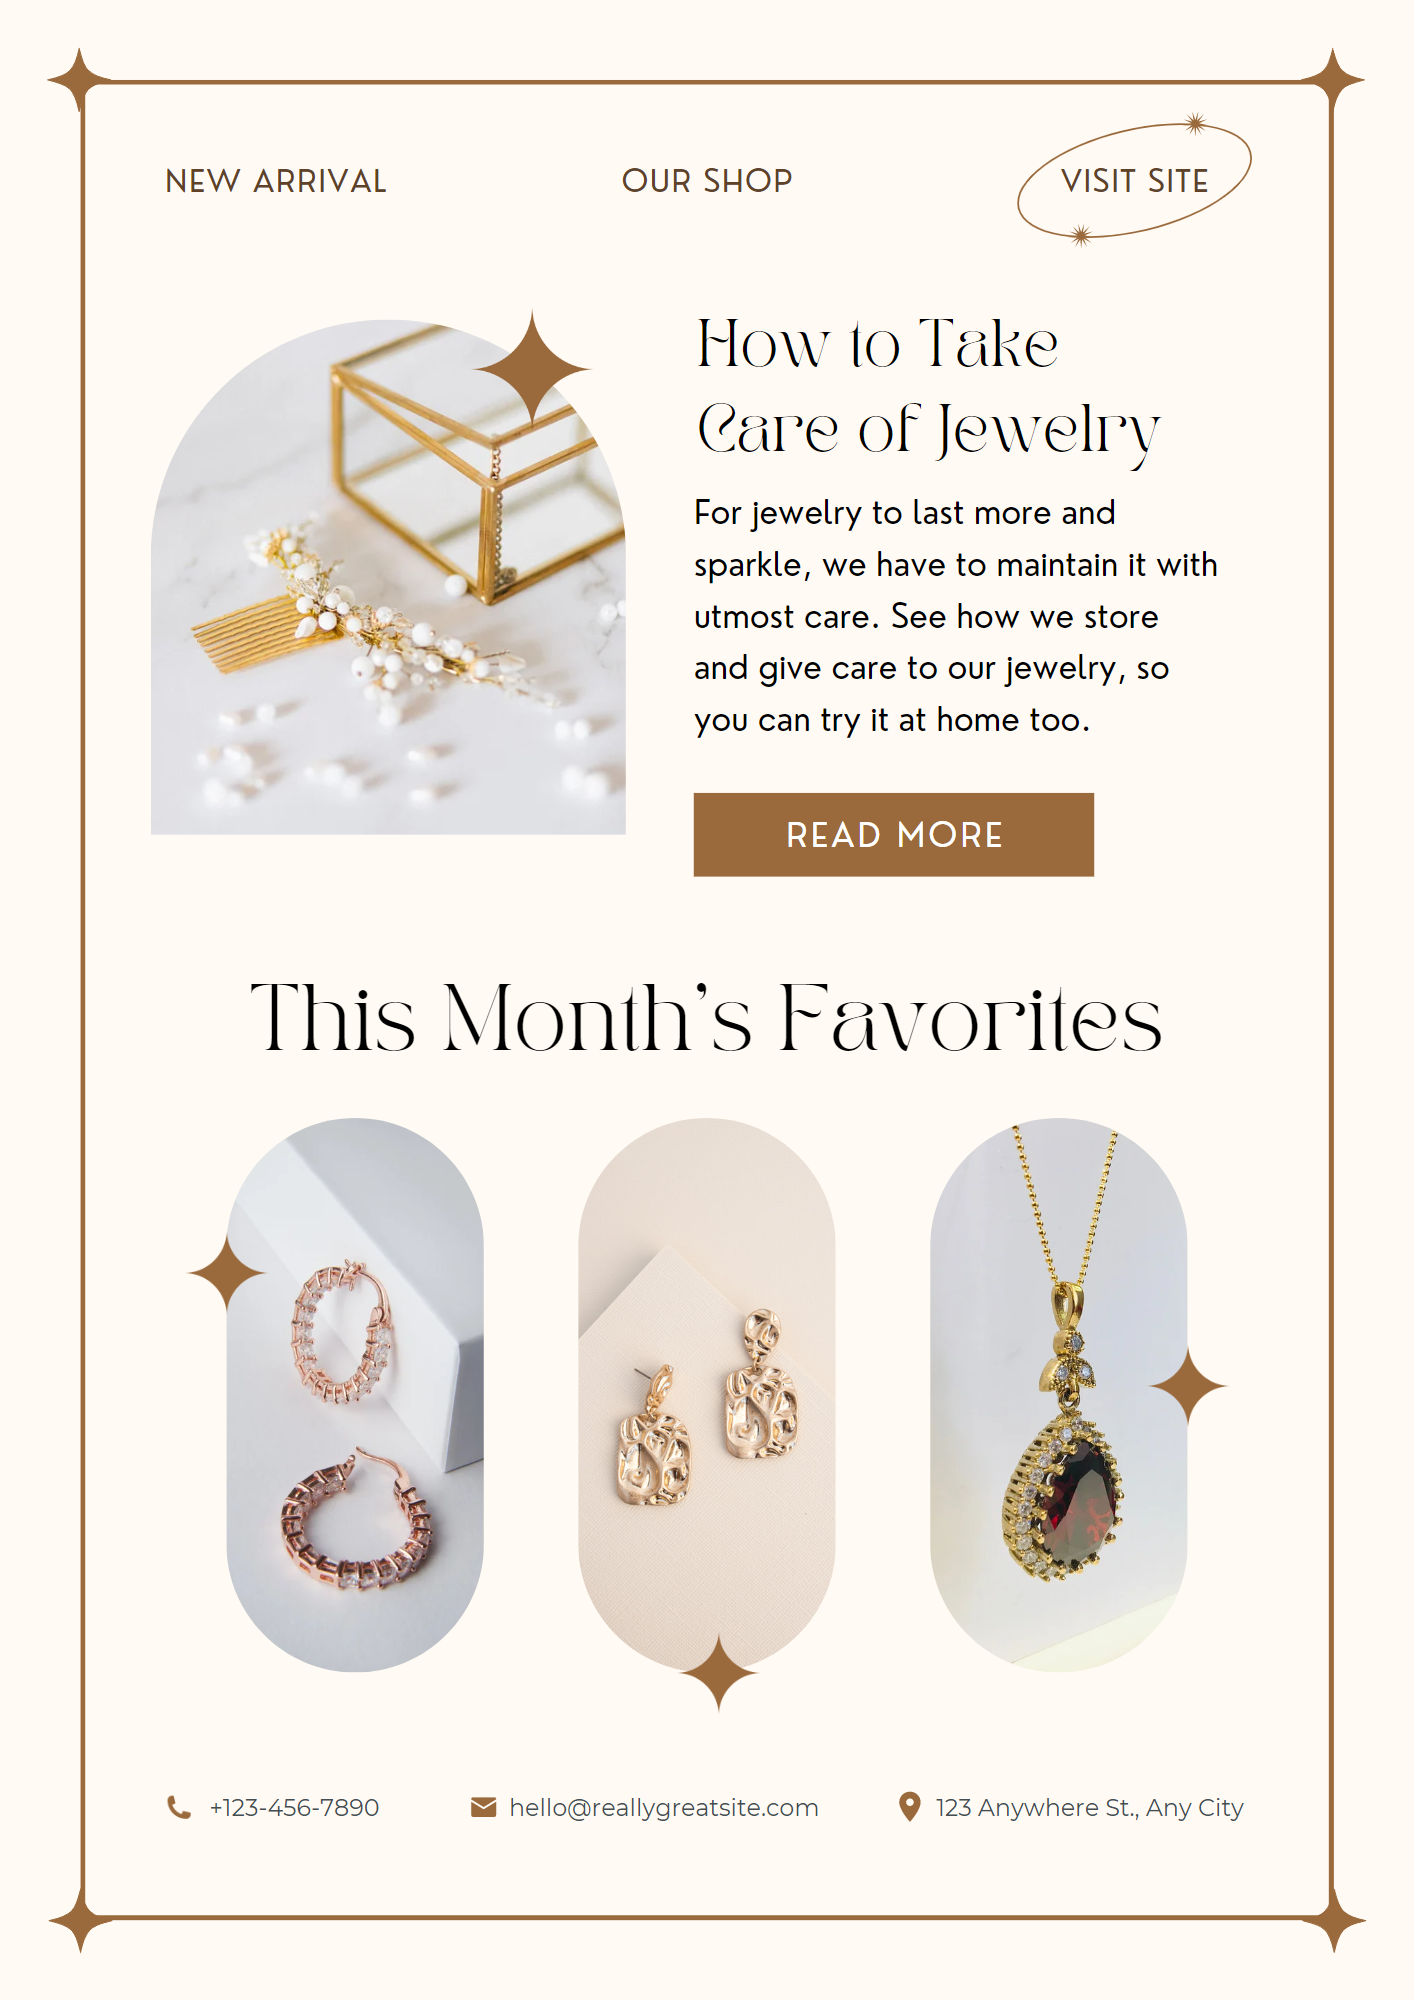 NEW ARRIVAL
OUR SHOP
VISIT SITE
How to Take
Care of Jewelry
For jewelry to last more and
sparkle, we have to maintain it with
utmost care. See how we store
and give care to our jewelry, so
you can try it at home too.
READ MORE
This Month's Favorites
+123-456-7890
hello@reallygreatsite.com
123 Anywhere St., Any City